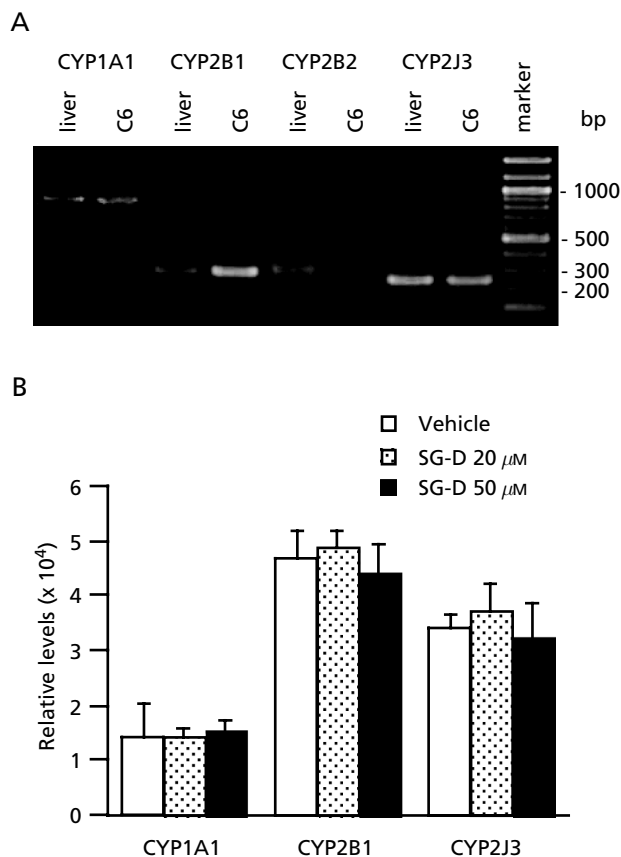 A
CYP1A1 CYP2B1 CYP2B2 CYP2J3
liver C6 liver C6 liver C6 liver C6 marker bp
- 1000
- 500
- 300
- 200
B
Vehicle
SG-D 20 μM
SG-D 50 μM
Relative levels (x 10⁴)
6
5
4
3
2
1
0
CYP1A1 CYP2B1 CYP2J3